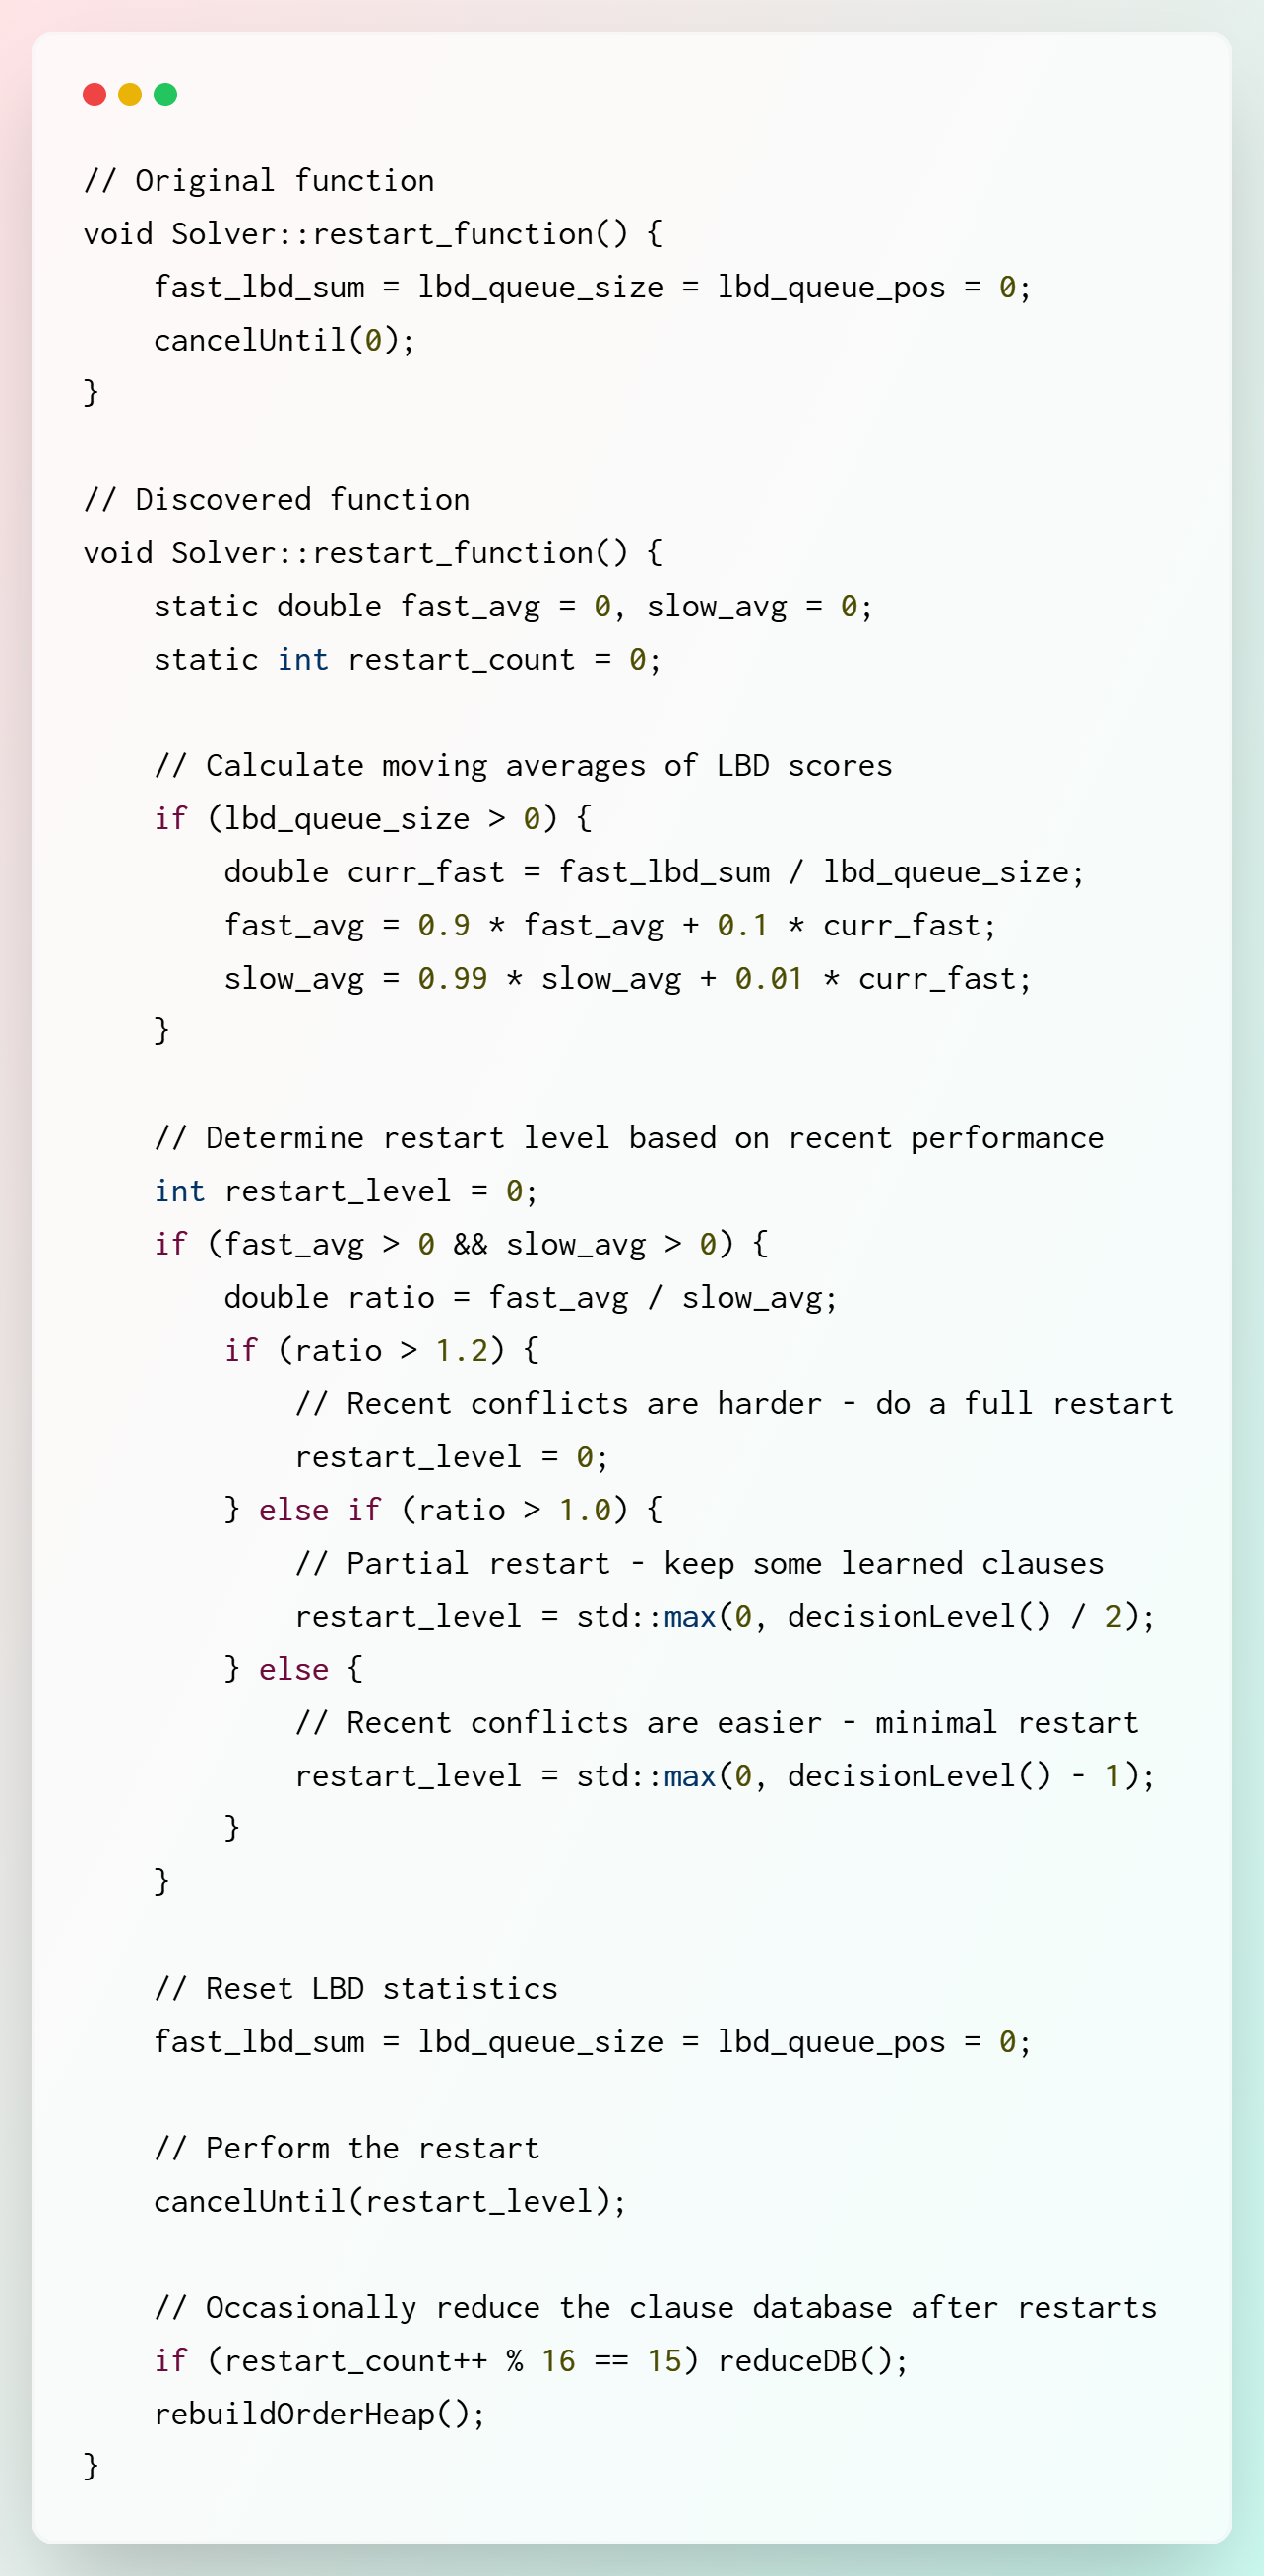 // Original function
void Solver::restart_function() {
    fast_lbd_sum = lbd_queue_size = lbd_queue_pos = 0;
    cancelUntil(0);
}

// Discovered function
void Solver::restart_function() {
    static double fast_avg = 0, slow_avg = 0;
    static int restart_count = 0;

    // Calculate moving averages of LBD scores
    if (lbd_queue_size > 0) {
        double curr_fast = fast_lbd_sum / lbd_queue_size;
        fast_avg = 0.9 * fast_avg + 0.1 * curr_fast;
        slow_avg = 0.99 * slow_avg + 0.01 * curr_fast;
    }

    // Determine restart level based on recent performance
    int restart_level = 0;
    if (fast_avg > 0 && slow_avg > 0) {
        double ratio = fast_avg / slow_avg;
        if (ratio > 1.2) {
            // Recent conflicts are harder - do a full restart
            restart_level = 0;
        } else if (ratio > 1.0) {
            // Partial restart - keep some learned clauses
            restart_level = std::max(0, decisionLevel() / 2);
        } else {
            // Recent conflicts are easier - minimal restart
            restart_level = std::max(0, decisionLevel() - 1);
        }
    }

    // Reset LBD statistics
    fast_lbd_sum = lbd_queue_size = lbd_queue_pos = 0;

    // Perform the restart
    cancelUntil(restart_level);

    // Occasionally reduce the clause database after restarts
    if (restart_count++ % 16 == 15) reduceDB();
    rebuildOrderHeap();
}